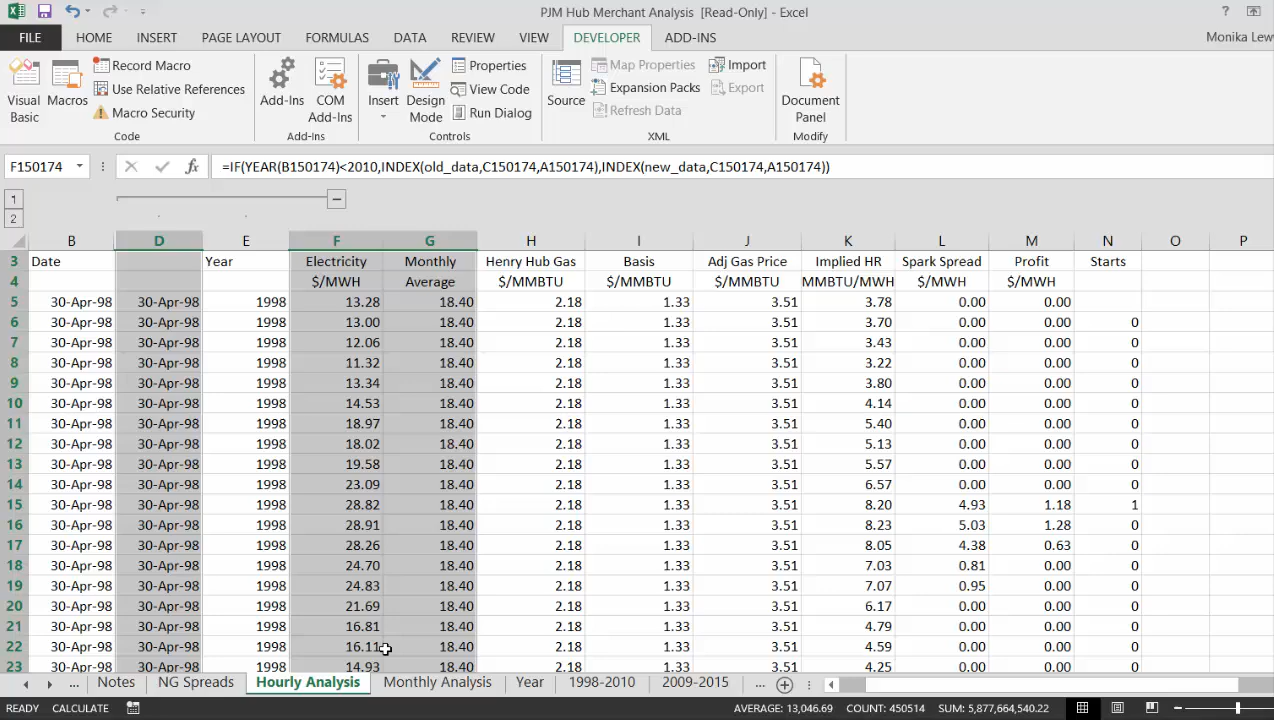 PJM Hub Merchant Analysis [Read-Only] - Excel
FILE HOME INSERT PAGE LAYOUT FORMULAS DATA REVIEW VIEW DEVELOPER ADD-INS Monika Lew
Visual Basic
Macros
Record Macro
Use Relative References
Macro Security
Code
Add-Ins
COM Add-Ins
Add-Ins
Insert
Design Mode
Properties
View Code
Run Dialog
Controls
Source
Map Properties
Expansion Packs
Refresh Data
Import
Export
XML
Document Panel
Modify
F150174 fx =IF(YEAR(B150174)<2010,INDEX(old_data,C150174,A150174),INDEX(new_data,C150174,A150174))
1
2
B D E F G H I J K L M N O P
3 Date Year Electricity Monthly Henry Hub Gas Basis Adj Gas Price Implied HR Spark Spread Profit Starts
4 $/MWH Average $/MMBTU $/MMBTU $/MMBTU MMBTU/MWH $/MWH $/MWH
5 30-Apr-98 30-Apr-98 1998 13.28 18.40 2.18 1.33 3.51 3.78 0.00 0.00
6 30-Apr-98 30-Apr-98 1998 13.00 18.40 2.18 1.33 3.51 3.70 0.00 0.00 0
7 30-Apr-98 30-Apr-98 1998 12.06 18.40 2.18 1.33 3.51 3.43 0.00 0.00 0
8 30-Apr-98 30-Apr-98 1998 11.32 18.40 2.18 1.33 3.51 3.22 0.00 0.00 0
9 30-Apr-98 30-Apr-98 1998 13.34 18.40 2.18 1.33 3.51 3.80 0.00 0.00 0
10 30-Apr-98 30-Apr-98 1998 14.53 18.40 2.18 1.33 3.51 4.14 0.00 0.00 0
11 30-Apr-98 30-Apr-98 1998 18.97 18.40 2.18 1.33 3.51 5.40 0.00 0.00 0
12 30-Apr-98 30-Apr-98 1998 18.02 18.40 2.18 1.33 3.51 5.13 0.00 0.00 0
13 30-Apr-98 30-Apr-98 1998 19.58 18.40 2.18 1.33 3.51 5.57 0.00 0.00 0
14 30-Apr-98 30-Apr-98 1998 23.09 18.40 2.18 1.33 3.51 6.57 0.00 0.00 0
15 30-Apr-98 30-Apr-98 1998 28.82 18.40 2.18 1.33 3.51 8.20 4.93 1.18 1
16 30-Apr-98 30-Apr-98 1998 28.91 18.40 2.18 1.33 3.51 8.23 5.03 1.28 0
17 30-Apr-98 30-Apr-98 1998 28.26 18.40 2.18 1.33 3.51 8.05 4.38 0.63 0
18 30-Apr-98 30-Apr-98 1998 24.70 18.40 2.18 1.33 3.51 7.03 0.81 0.00 0
19 30-Apr-98 30-Apr-98 1998 24.83 18.40 2.18 1.33 3.51 7.07 0.95 0.00 0
20 30-Apr-98 30-Apr-98 1998 21.69 18.40 2.18 1.33 3.51 6.17 0.00 0.00 0
21 30-Apr-98 30-Apr-98 1998 16.81 18.40 2.18 1.33 3.51 4.79 0.00 0.00 0
22 30-Apr-98 30-Apr-98 1998 16.11 18.40 2.18 1.33 3.51 4.59 0.00 0.00 0
23 30-Apr-98 30-Apr-98 1998 14.93 18.40 2.18 1.33 3.51 4.25 0.00 0.00 0
... Notes NG Spreads Hourly Analysis Monthly Analysis Year 1998-2010 2009-2015 ...
READY CALCULATE AVERAGE: 13,046.69 COUNT: 450514 SUM: 5,877,664,540.22